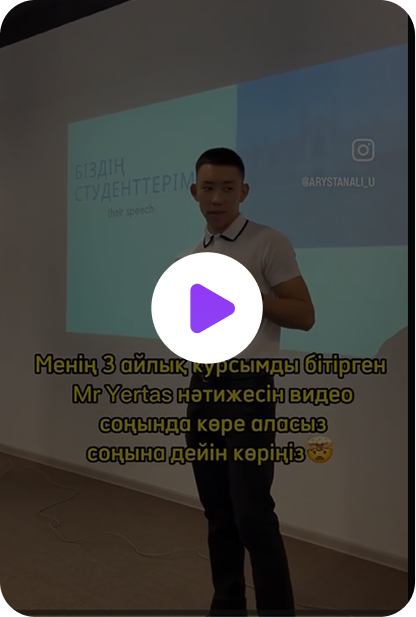 БІЗДІҢ
СТУДЕНТТЕРІМ
their speech
@ARYSTANALI_U
Менің 3 айлық курсымды бітірген
Mr Yertas нәтижесін видео
соңында көре аласыз
соңына дейін көріңіз🤯